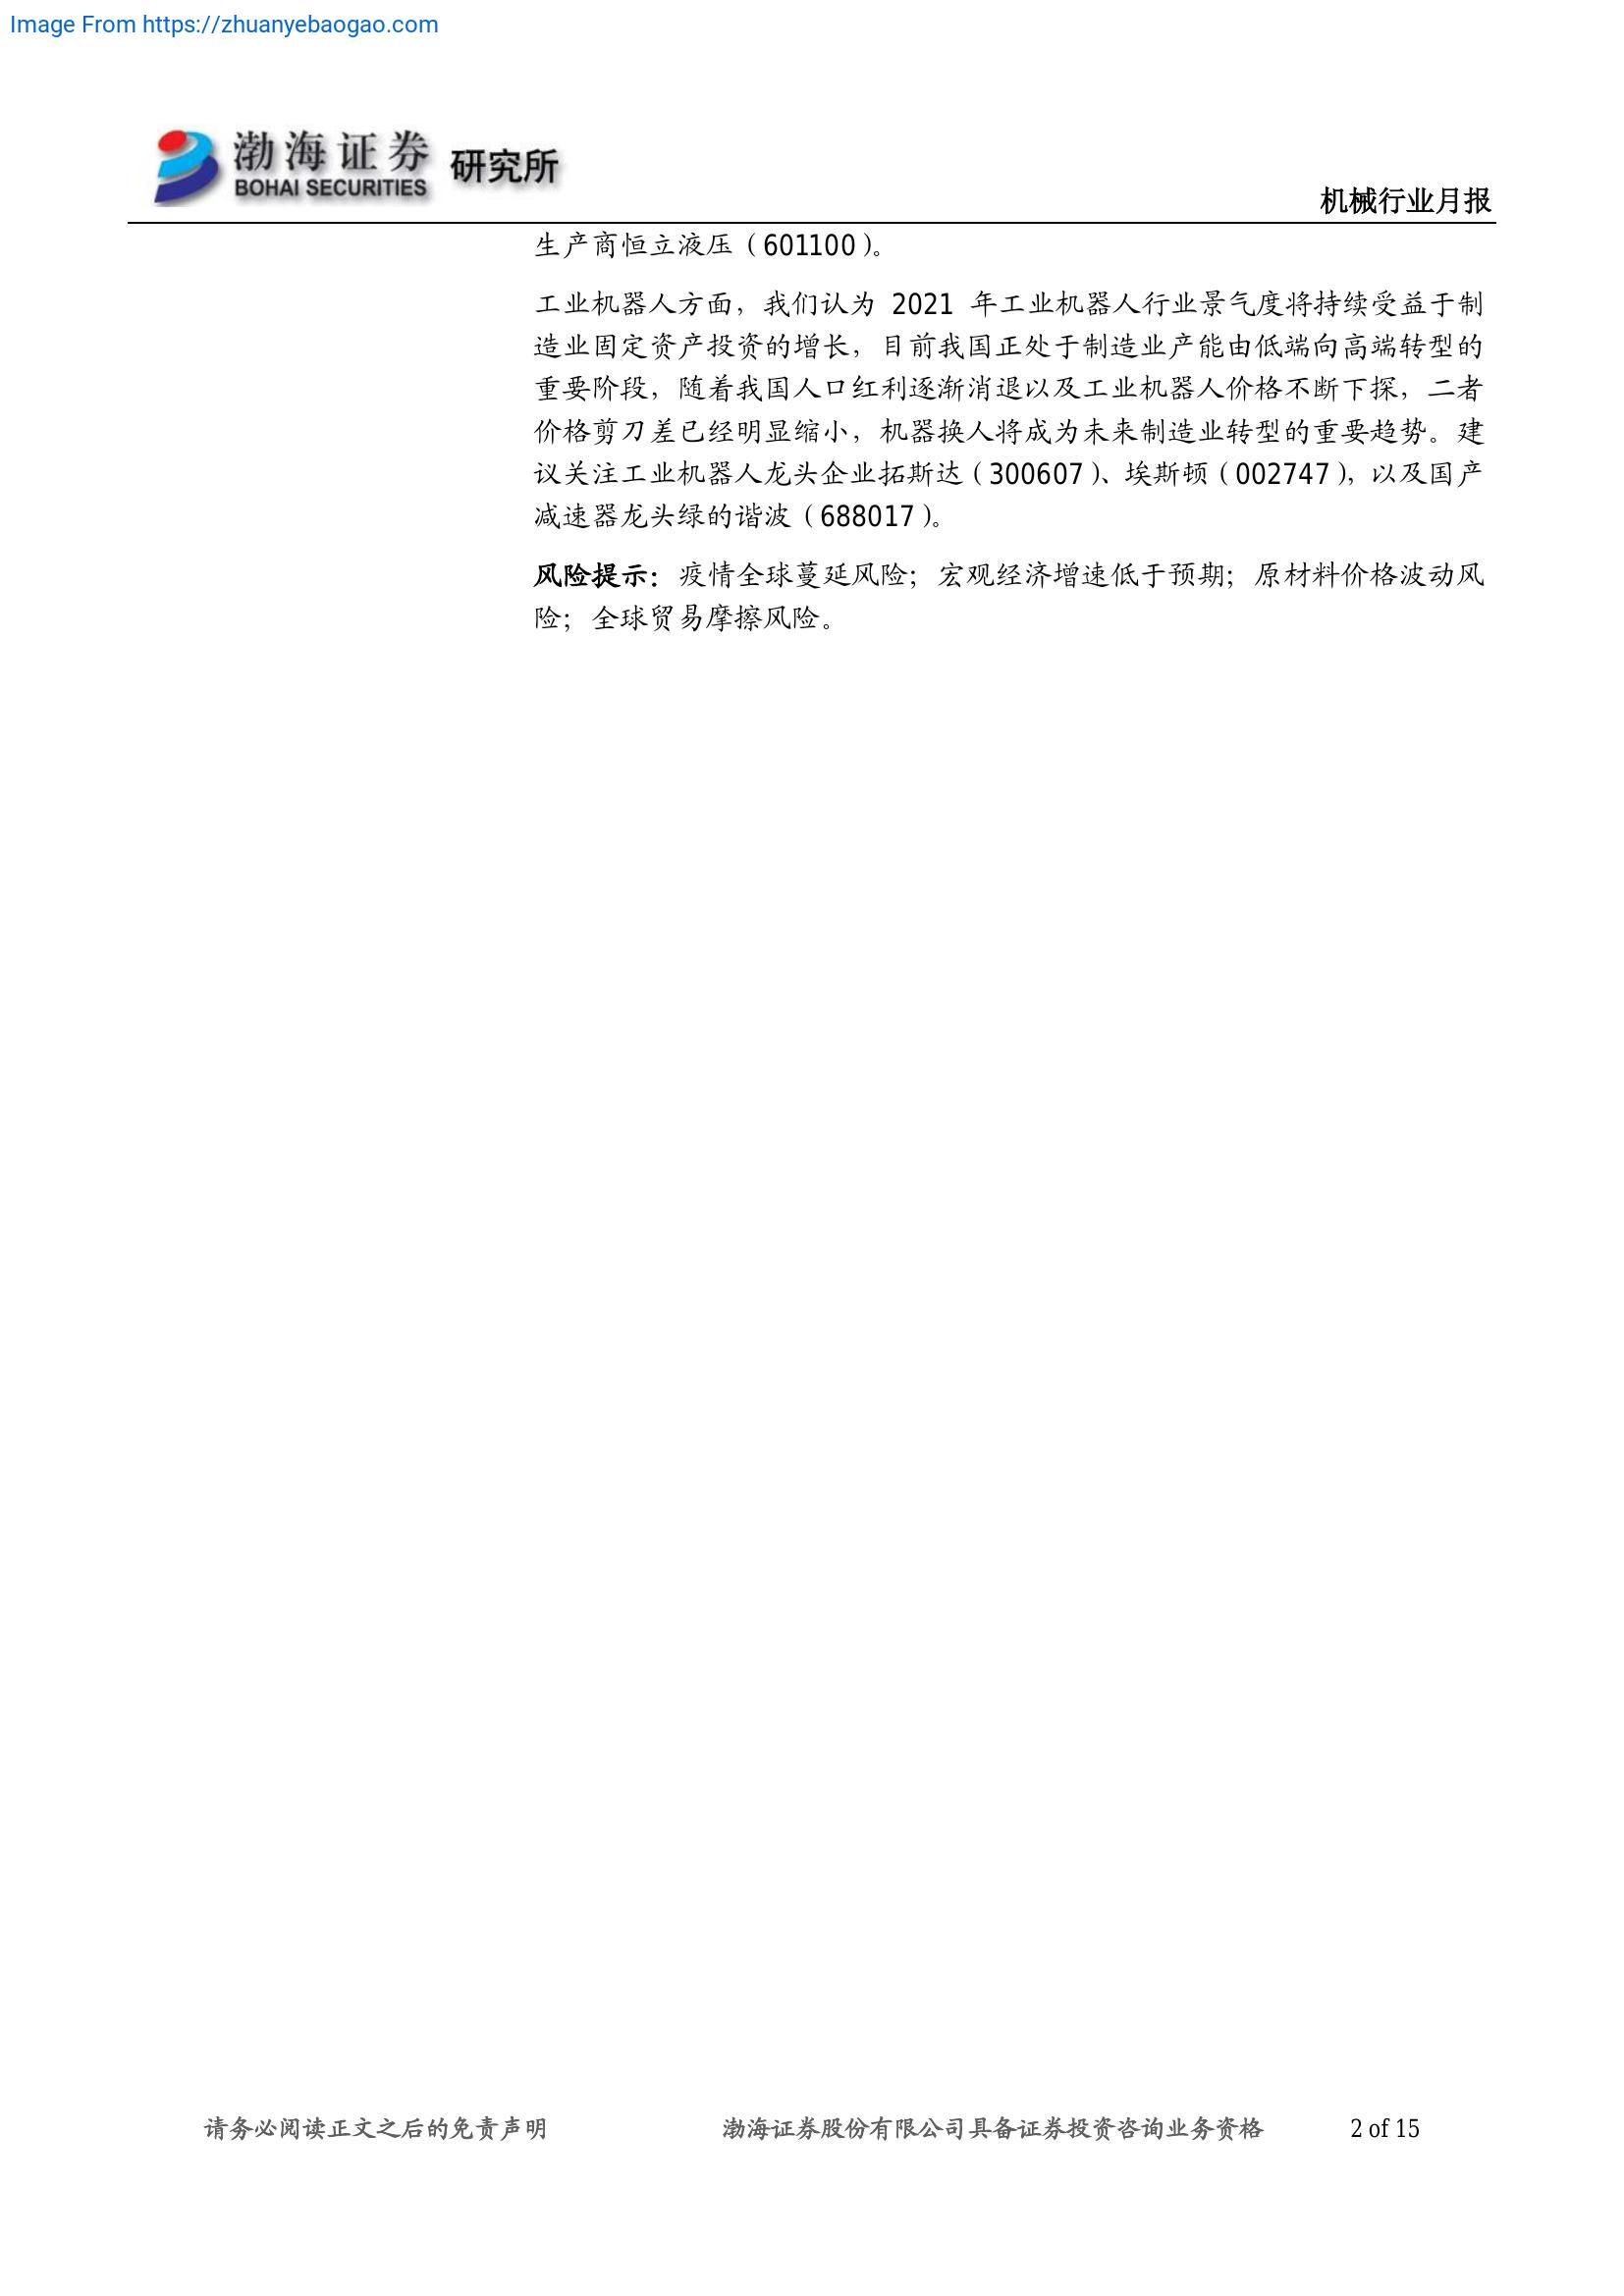 Image From https://zhuanyebaogao.com
渤海证券 研究所
BOHAI SECURITIES
机械行业月报
生产商恒立液压（601100）。
工业机器人方面，我们认为 2021 年工业机器人行业景气度将持续受益于制
造业固定资产投资的增长，目前我国正处于制造业产能由低端向高端转型的
重要阶段，随着我国人口红利逐渐消退以及工业机器人价格不断下探，二者
价格剪刀差已经明显缩小，机器换人将成为未来制造业转型的重要趋势。建
议关注工业机器人龙头企业拓斯达（300607）、埃斯顿（002747），以及国产
减速器龙头绿的谐波（688017）。
风险提示：疫情全球蔓延风险；宏观经济增速低于预期；原材料价格波动风
险；全球贸易摩擦风险。
请务必阅读正文之后的免责声明 渤海证券股份有限公司具备证券投资咨询业务资格 2 of 15